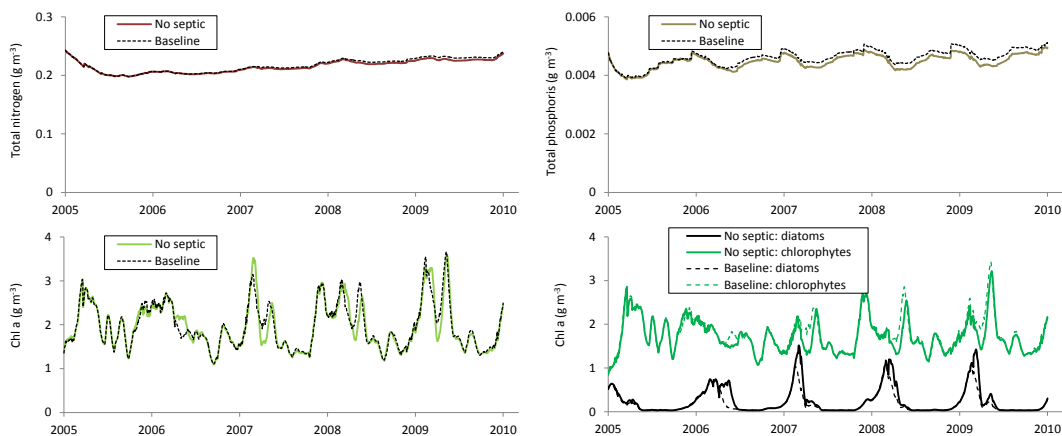 Total nitrogen (g m-3)
0.3
0.2
0.1
0
2005 2006 2007 2008 2009 2010
No septic
Baseline
Total phosphoris (g m-3)
0.006
0.004
0.002
0
2005 2006 2007 2008 2009 2010
No septic
Baseline
Chl a (g m-3)
4
3
2
1
0
2005 2006 2007 2008 2009 2010
No septic
Baseline
Chl a (g m-3)
4
3
2
1
0
2005 2006 2007 2008 2009 2010
No septic: diatoms
No septic: chlorophytes
Baseline: diatoms
Baseline: chlorophytes